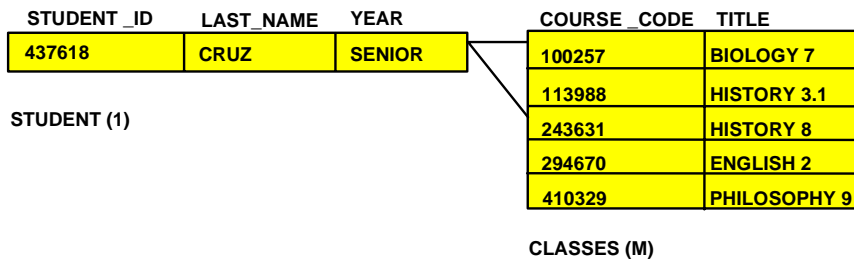 STUDENT _ID LAST_NAME YEAR
437618 CRUZ SENIOR
STUDENT (1)
COURSE _CODE TITLE
100257 BIOLOGY 7
113988 HISTORY 3.1
243631 HISTORY 8
294670 ENGLISH 2
410329 PHILOSOPHY 9
CLASSES (M)